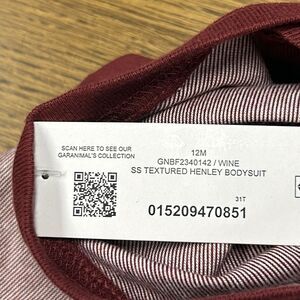 SCAN HERE TO SEE OUR
GARANIMAL'S COLLECTION
12M
GNBF2340142 / WINE
SS TEXTURED HENLEY BODYSUIT
31T
015209470851